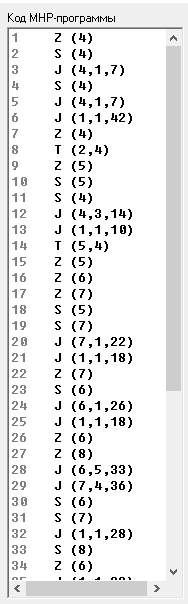 Код МНР-программы
1 Z (4)
2 S (4)
3 J (4,1,7)
4 S (4)
5 J (4,1,7)
6 J (1,1,42)
7 Z (4)
8 T (2,4)
9 Z (5)
10 S (5)
11 S (4)
12 J (4,3,14)
13 J (1,1,10)
14 T (5,4)
15 Z (5)
16 Z (6)
17 Z (7)
18 S (5)
19 S (7)
20 J (7,1,22)
21 J (1,1,18)
22 Z (7)
23 S (6)
24 J (6,1,26)
25 J (1,1,18)
26 Z (6)
27 Z (8)
28 J (6,5,33)
29 J (7,4,36)
30 S (6)
31 S (7)
32 J (1,1,28)
33 S (8)
34 Z (6)